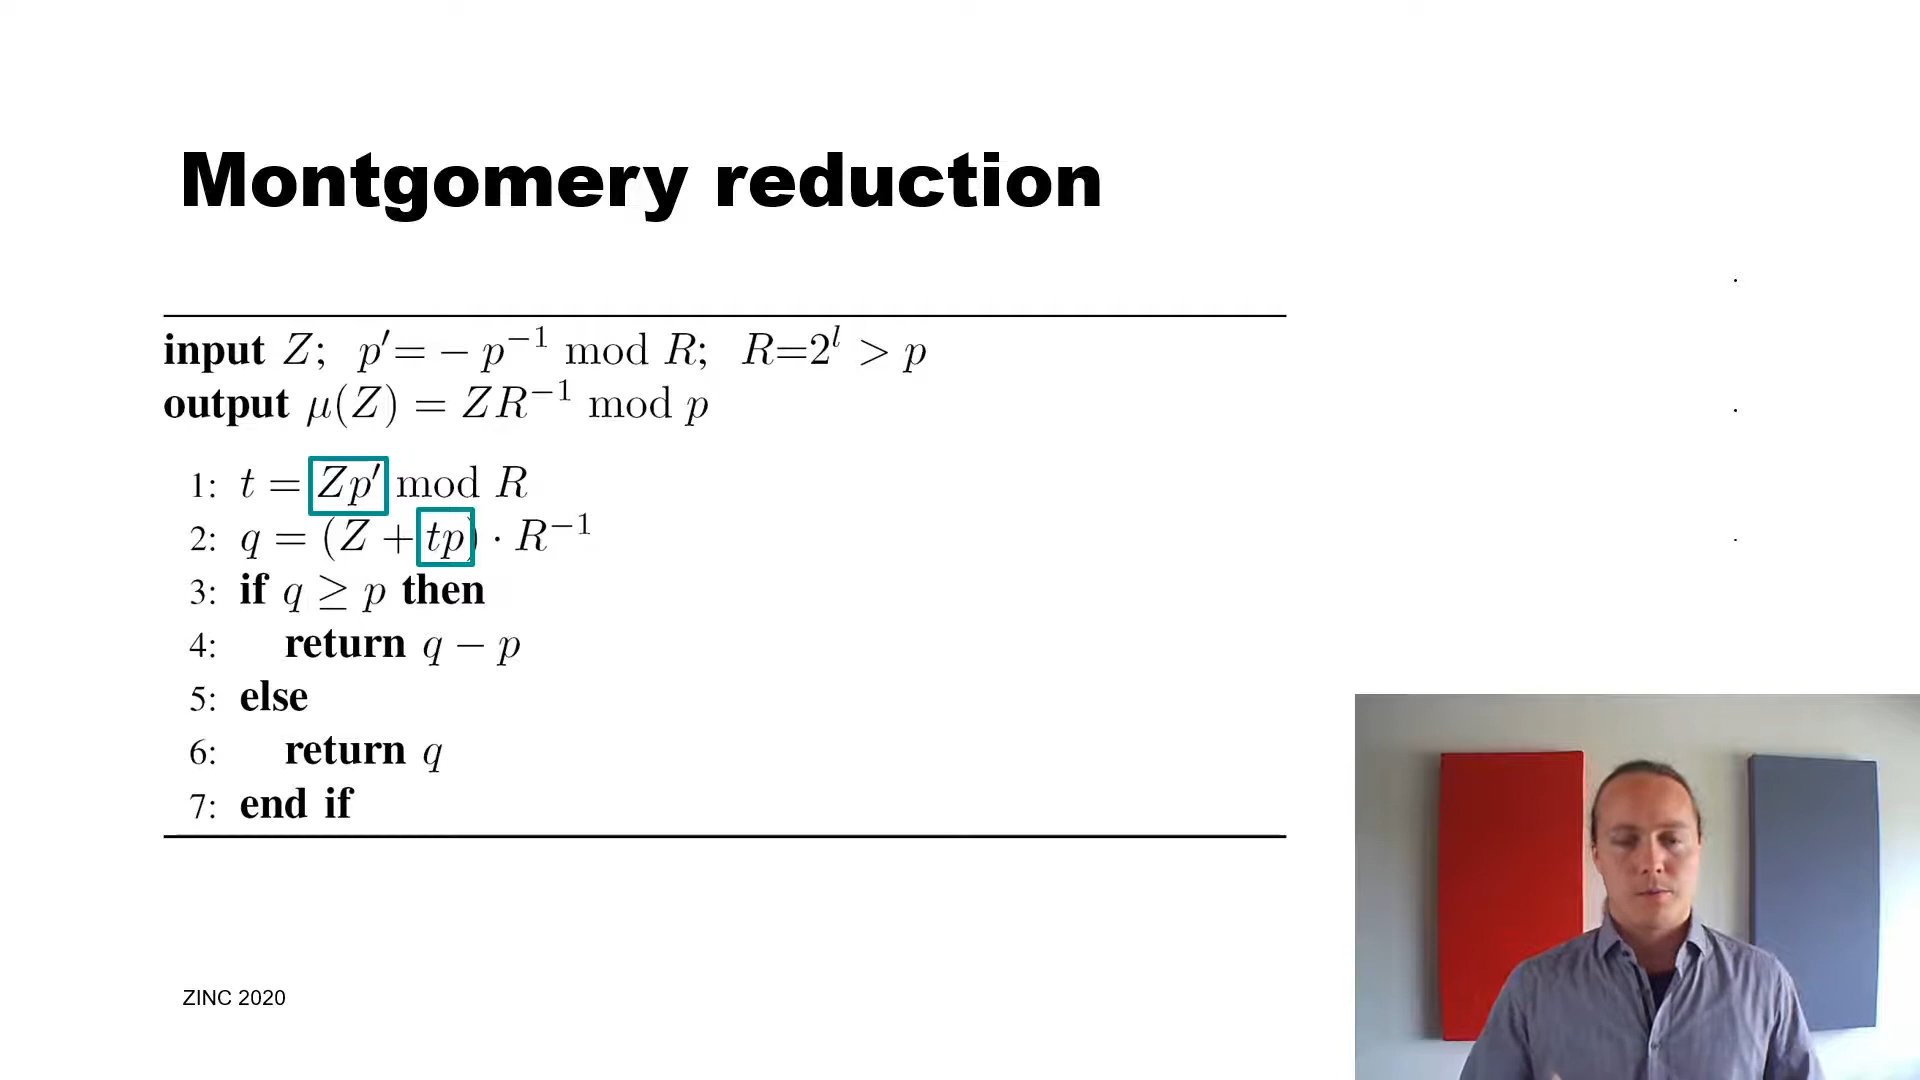 Montgomery reduction
input Z; p′ = − p⁻¹ mod R; R=2ˡ > p
output μ(Z) = ZR⁻¹ mod p
1: t = Zp′ mod R
2: q = (Z + tp) · R⁻¹
3: if q ≥ p then
4: return q − p
5: else
6: return q
7: end if
ZINC 2020